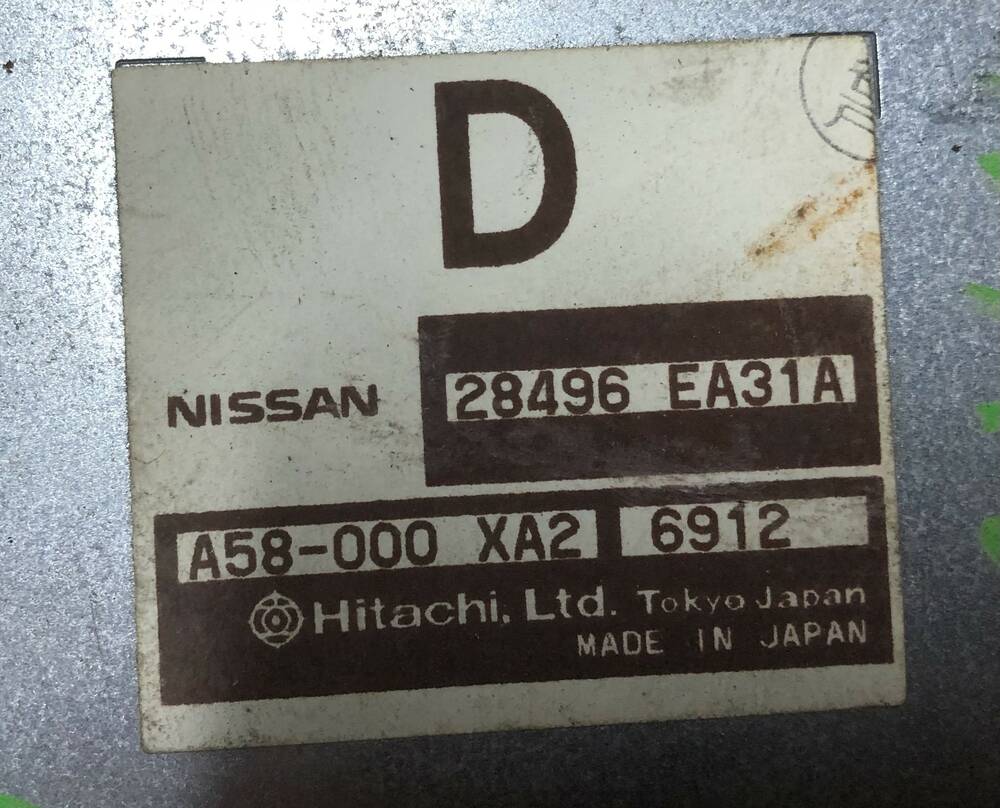 D
NISSAN
28496 EA31A
A58-000 XA2 6912
Hitachi, Ltd. Tokyo Japan
MADE IN JAPAN